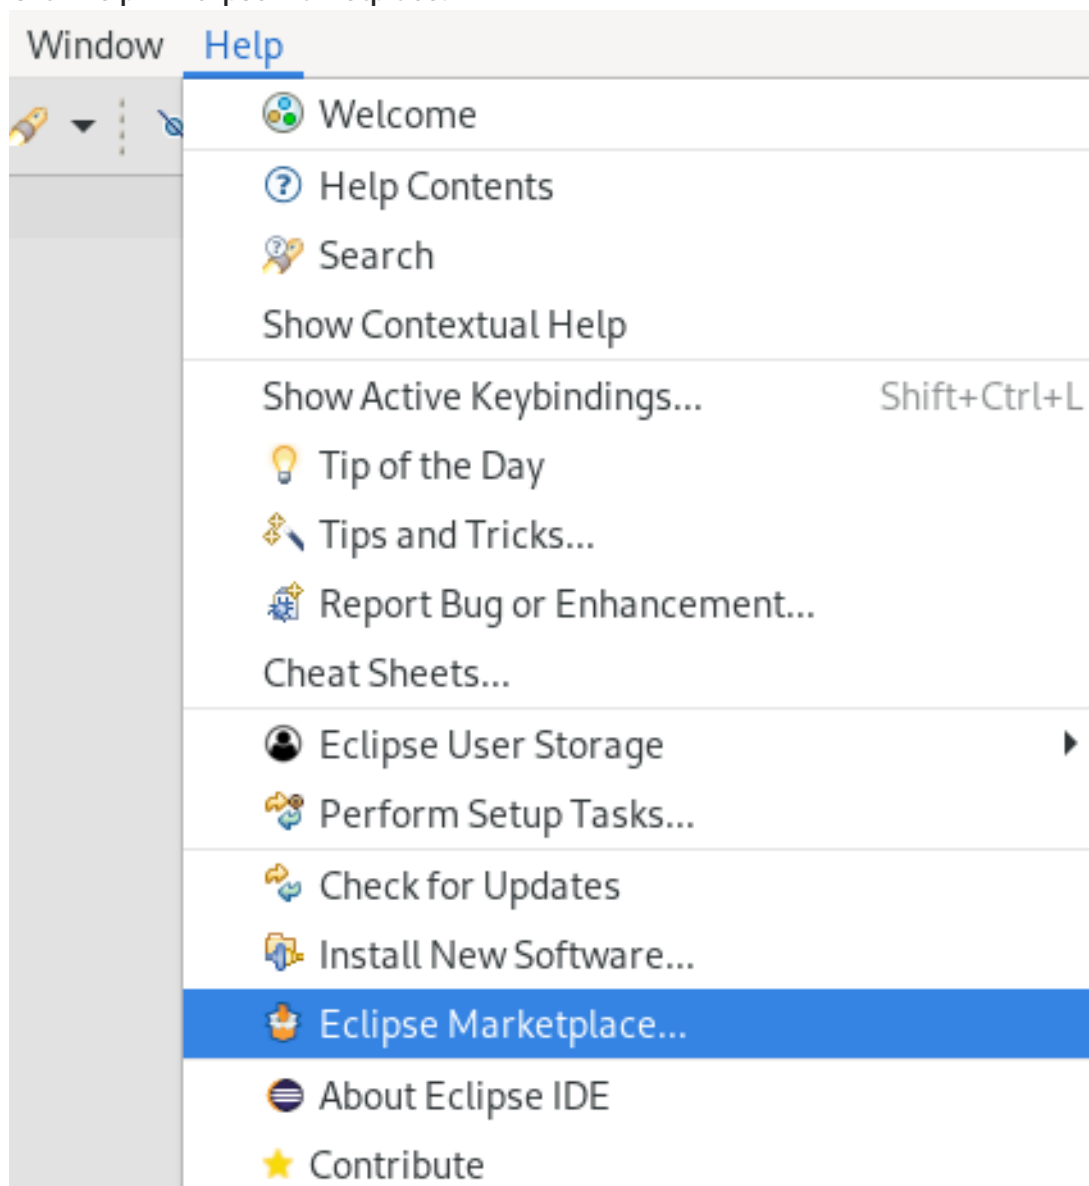 Window Help
Welcome
Help Contents
Search
Show Contextual Help
Show Active Keybindings... Shift+Ctrl+L
Tip of the Day
Tips and Tricks...
Report Bug or Enhancement...
Cheat Sheets...
Eclipse User Storage
Perform Setup Tasks...
Check for Updates
Install New Software...
Eclipse Marketplace...
About Eclipse IDE
Contribute